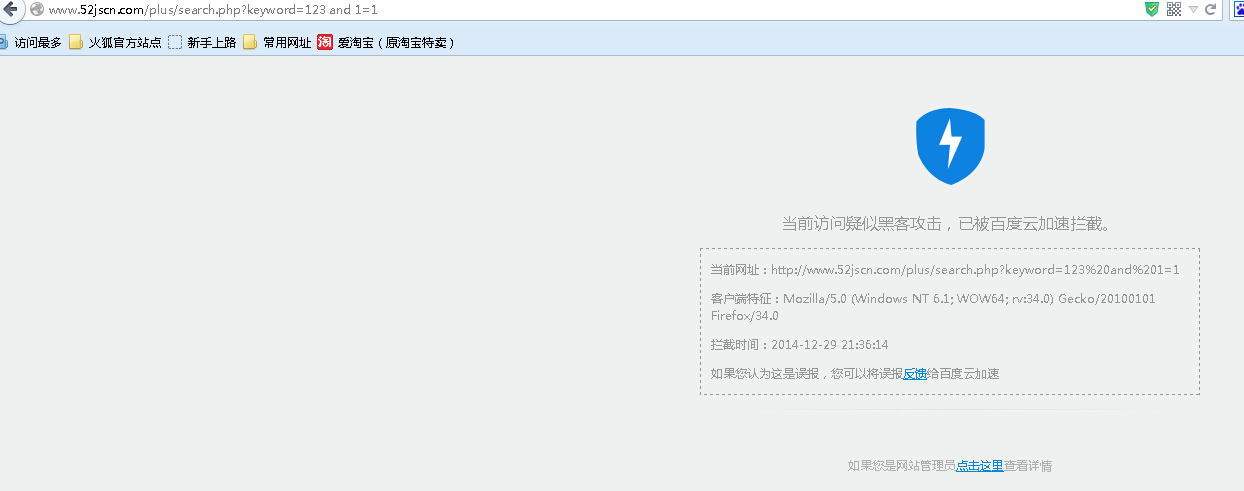 www.52jscn.com/plus/search.php?keyword=123 and 1=1
访问最多 火狐官方站点 新手上路 常用网址 淘 爱淘宝（原淘宝特卖）
当前访问疑似黑客攻击，已被百度云加速拦截。
当前网址：http://www.52jscn.com/plus/search.php?keyword=123%20and%201=1
客户端特征：Mozilla/5.0 (Windows NT 6.1; WOW64; rv:34.0) Gecko/20100101
Firefox/34.0
拦截时间：2014-12-29 21:36:14
如果您认为这是误报，您可以将误报反馈给百度云加速
如果您是网站管理员点击这里查看详情